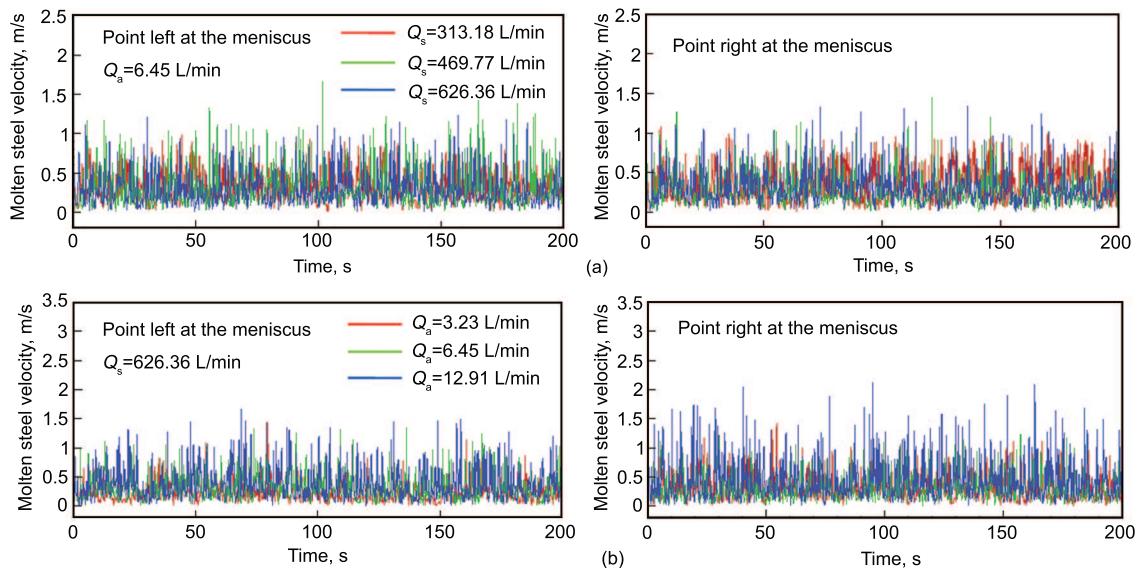 2.5
2
1.5
1
0.5
0
Molten steel velocity, m/s
Point left at the meniscus
Qa=6.45 L/min
Qs=313.18 L/min
Qs=469.77 L/min
Qs=626.36 L/min
0 50 100 150 200
Time, s
2.5
2
1.5
1
0.5
0
Molten steel velocity, m/s
Point right at the meniscus
0 50 100 150 200
Time, s
(a)
3.5
3
2.5
2
1.5
1
0.5
0
Molten steel velocity, m/s
Point left at the meniscus
Qs=626.36 L/min
Qa=3.23 L/min
Qa=6.45 L/min
Qa=12.91 L/min
0 50 100 150 200
Time, s
3.5
3
2.5
2
1.5
1
0.5
0
Molten steel velocity, m/s
Point right at the meniscus
0 50 100 150 200
Time, s
(b)